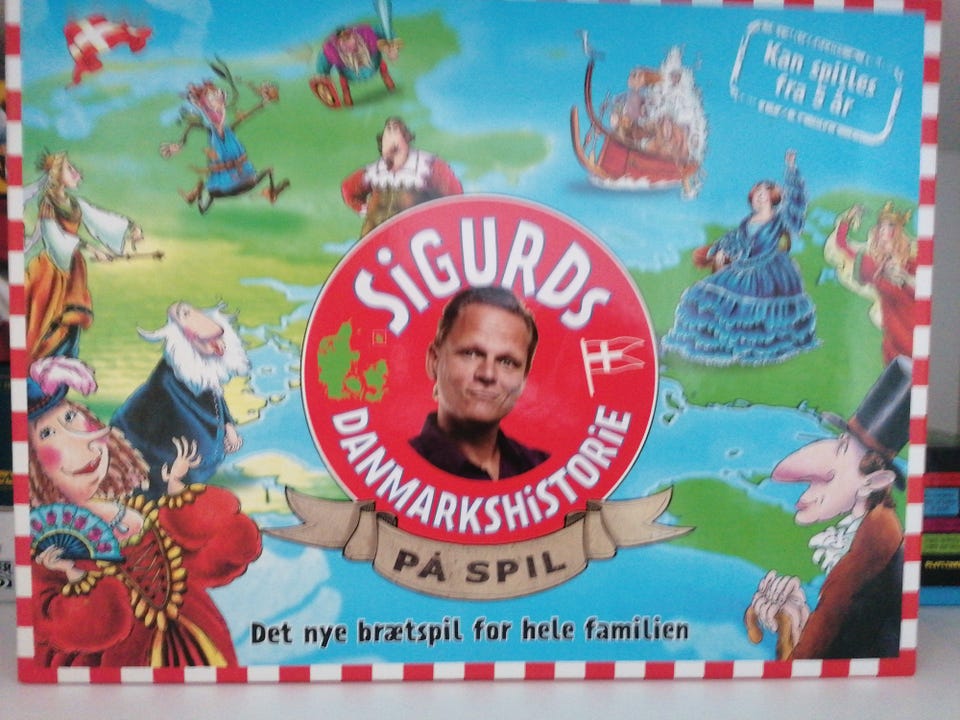 Kan spilles
fra 8 år
SiGURDS
DANMARKSHiSTORiE
PÅ SPIL
Det nye brætspil for hele familien